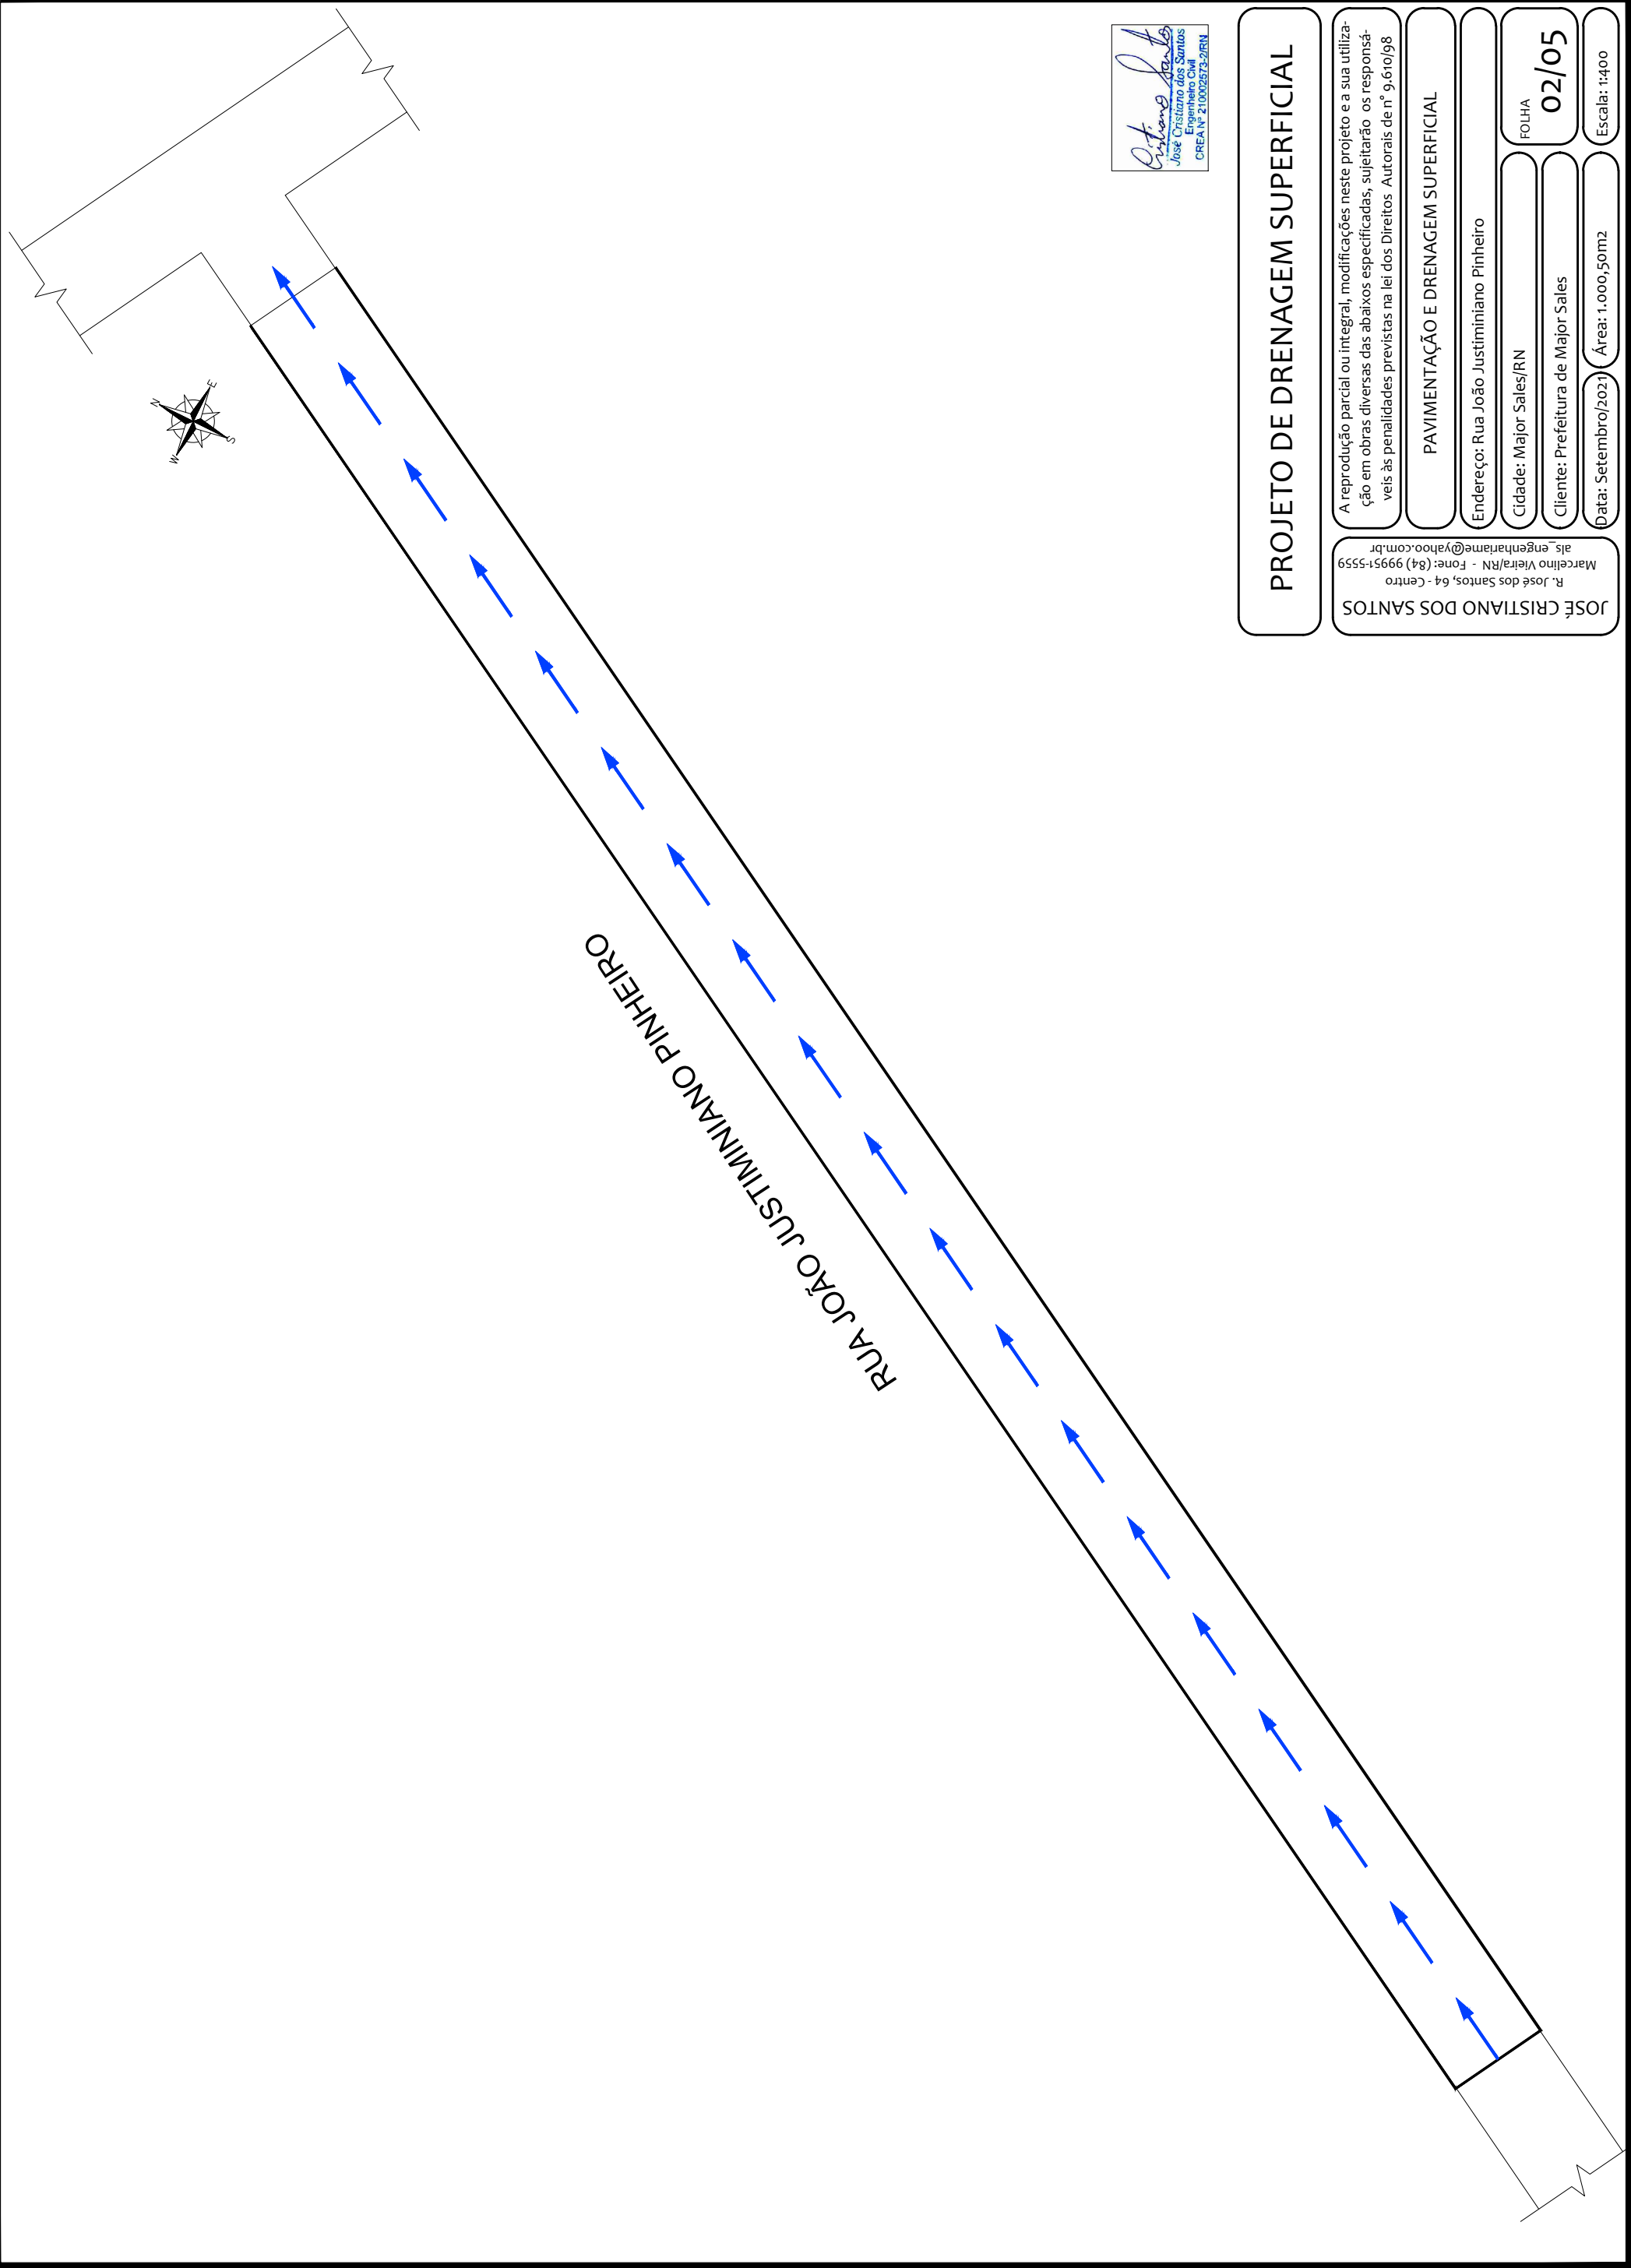 PROJETO DE DRENAGEM SUPERFICIAL
A reprodução parcial ou integral, modificações neste projeto e a sua utiliza-
ção em obras diversas das abaixos especificadas, sujeitarão os responsá-
veis às penalidades previstas na lei dos Direitos Autorais de n° 9.610/98
PAVIMENTAÇÃO E DRENAGEM SUPERFICIAL
Endereço: Rua João Justiminiano Pinheiro
Cidade: Major Sales/RN
FOLHA
02/05
Cliente: Prefeitura de Major Sales
Data: Setembro/2021
Área: 1.000,50m2
Escala: 1:400
JOSÉ CRISTIANO DOS SANTOS
R. José dos Santos, 64 - Centro
Marcelino Vieira/RN - Fone: (84) 99951-5559
als_engenhariame@yahoo.com.br
Cristiano Santos
José Cristiano dos Santos
Engenheiro Civil
CREA Nº 210002573-2/RN
RUA JOÃO JUSTIMINIANO PINHEIRO
N
E
S
W